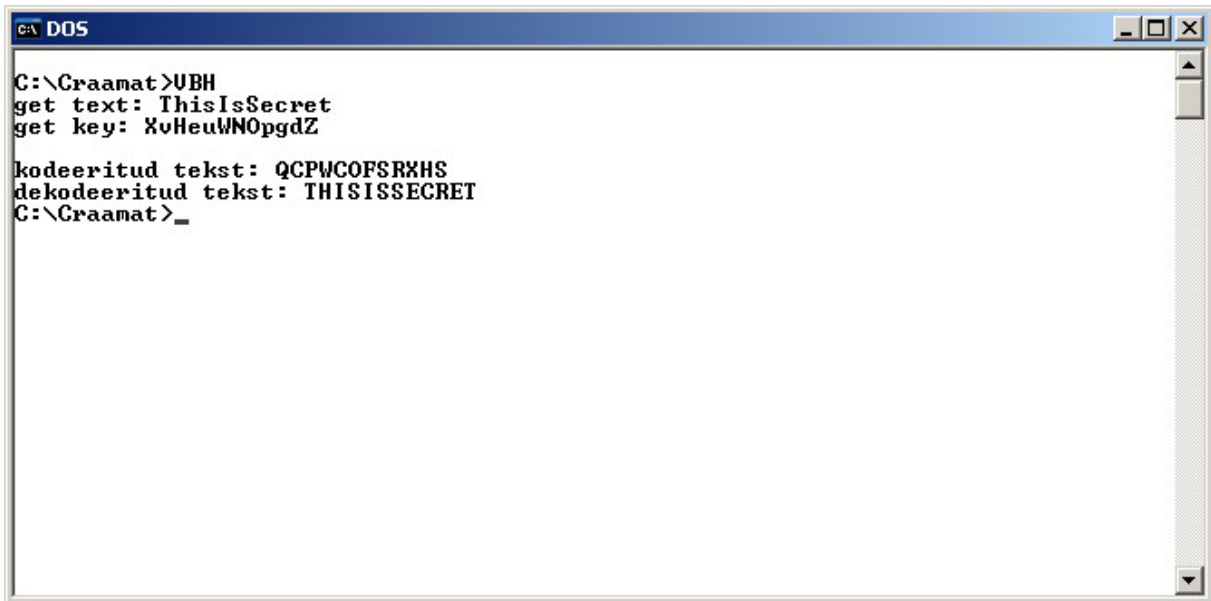 DOS
C:\Craamat>VBH
get text: ThisIsSecret
get key: XvHeuWNOpgdZ
kodeeritud tekst: QCPWCOFSRXHS
dekodeeritud tekst: THISISSECRET
C:\Craamat>_